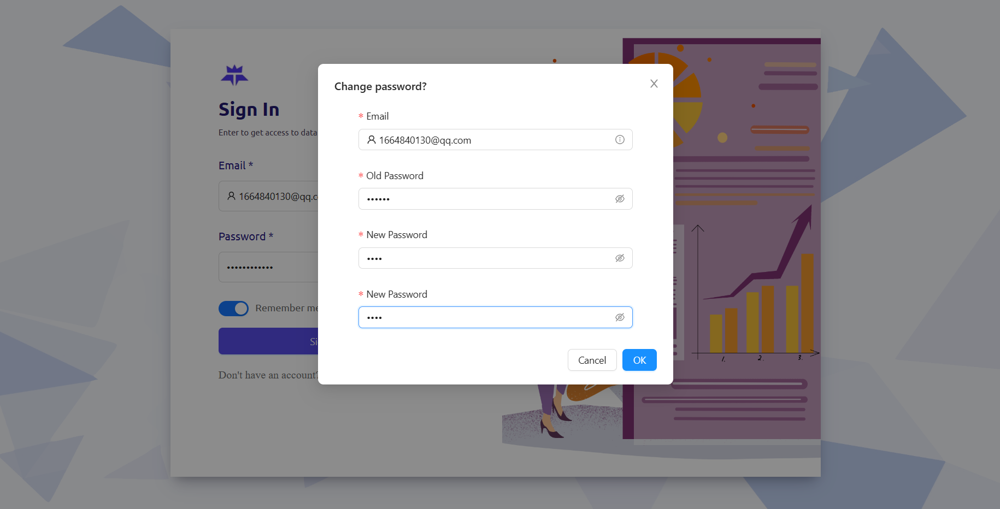 Change password?
* Email
1664840130@qq.com
* Old Password
••••••
* New Password
••••
* New Password
••••
Cancel
OK
Sign In
Enter to get access to data
Email *
1664840130@qq.c
Password *
••••••••••••
Remember me
Si
Don't have an account?
1.
2.
3.